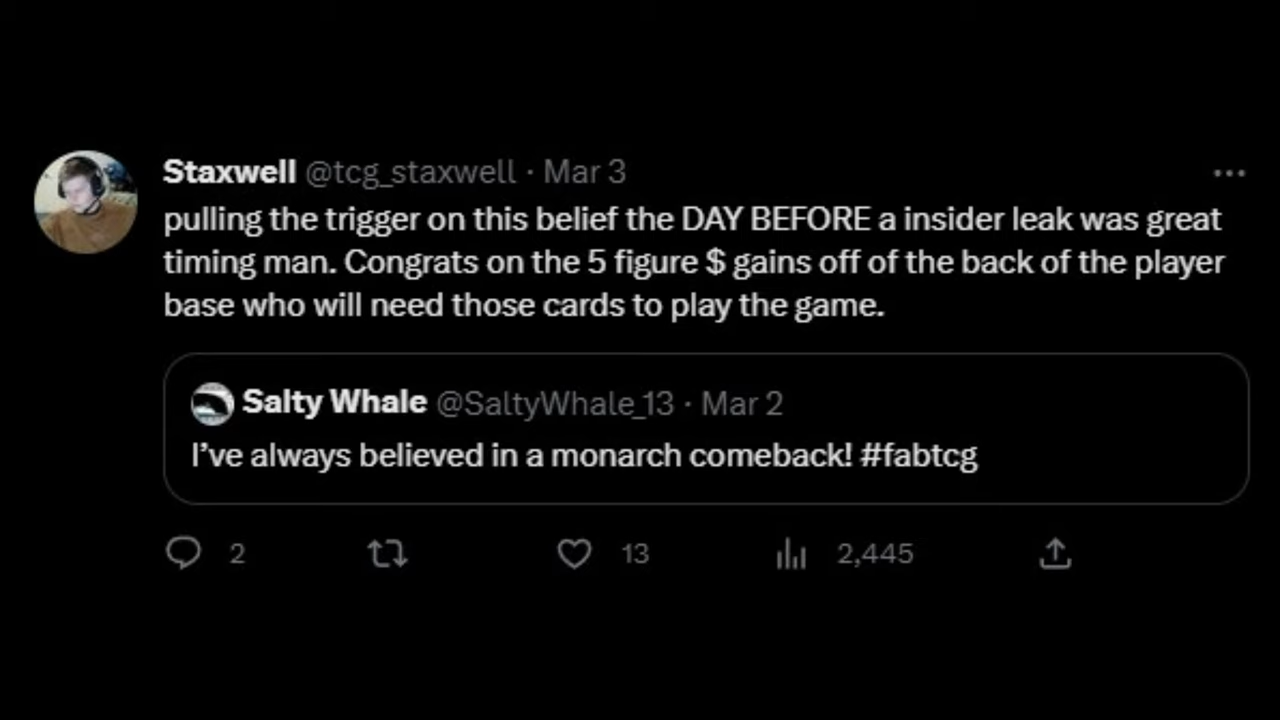 Staxwell @tcg_staxwell · Mar 3
pulling the trigger on this belief the DAY BEFORE a insider leak was great
timing man. Congrats on the 5 figure $ gains off of the back of the player
base who will need those cards to play the game.
Salty Whale @SaltyWhale_13 · Mar 2
I've always believed in a monarch comeback! #fabtcg
2 13 2,445